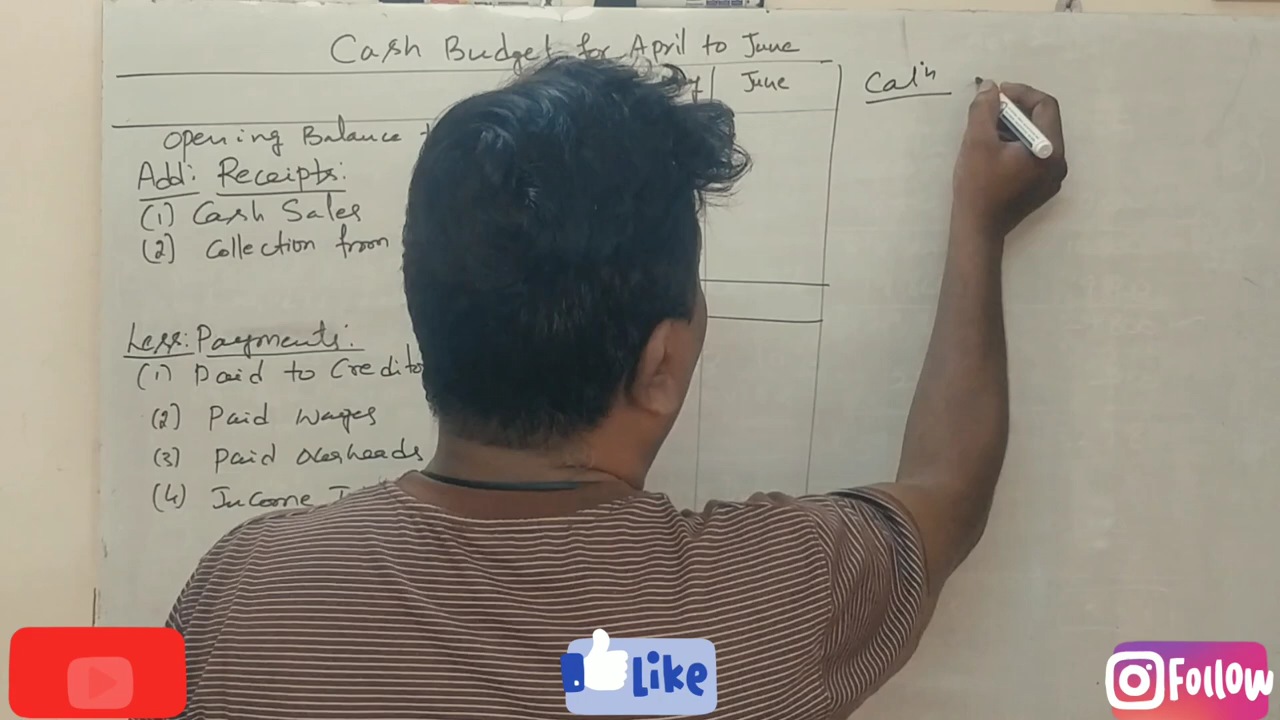 Cash Budget for April to June
June
Cal'n
Opening Balance
Add: Receipts:
(1) Cash Sales
(2) Collection from
Less: Payments:
(1) Paid to Credito
(2) Paid Wages
(3) Paid Overheads
(4) Income
Like
Follow